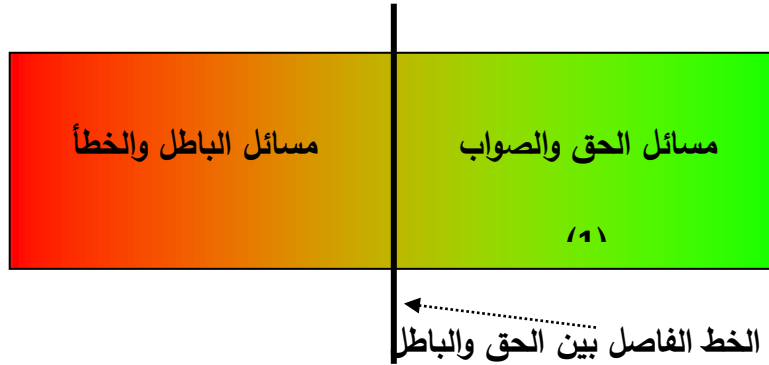 مسائل الحق والصواب
مسائل الباطل والخطأ
(1)
الخط الفاصل بين الحق والباطل